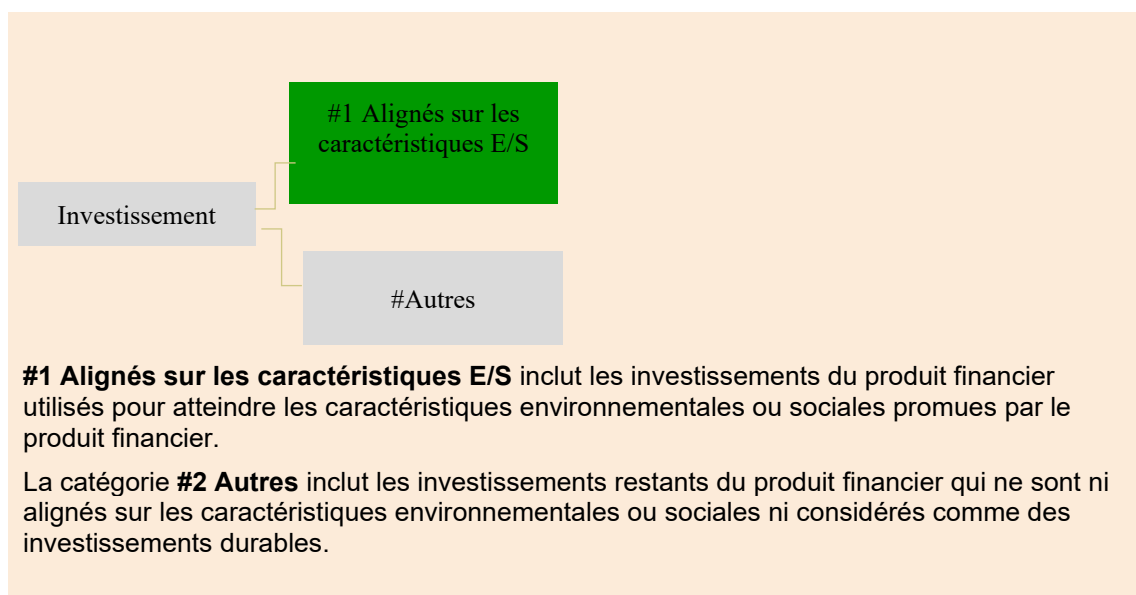 #1 Alignés sur les
caractéristiques E/S
Investissement
#Autres
#1 Alignés sur les caractéristiques E/S inclut les investissements du produit financier
utilisés pour atteindre les caractéristiques environnementales ou sociales promues par le
produit financier.
La catégorie #2 Autres inclut les investissements restants du produit financier qui ne sont ni
alignés sur les caractéristiques environnementales ou sociales ni considérés comme des
investissements durables.